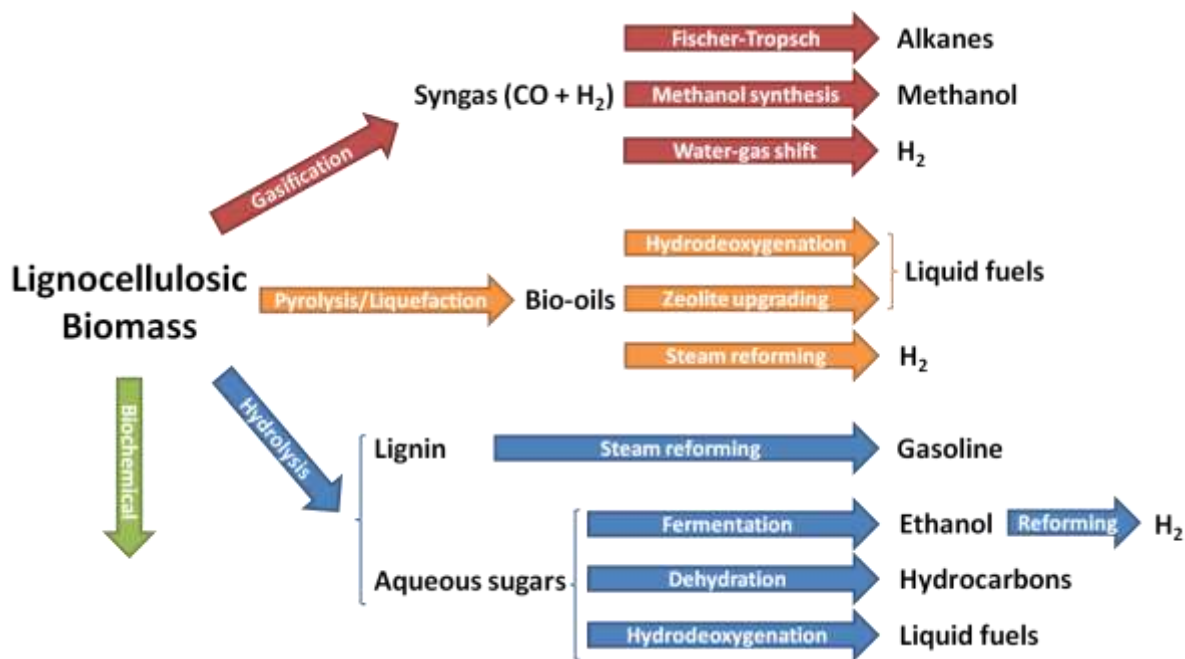 Fischer-Tropsch
Alkanes
Syngas (CO + H₂)
Methanol synthesis
Methanol
Water-gas shift
H₂
Gasification
Lignocellulosic
Biomass
Pyrolysis/Liquefaction
Bio-oils
Hydrodeoxygenation
Zeolite upgrading
Liquid fuels
Steam reforming
H₂
Biochemical
Hydrolysis
Lignin
Steam reforming
Gasoline
Aqueous sugars
Fermentation
Ethanol
Reforming
H₂
Dehydration
Hydrocarbons
Hydrodeoxygenation
Liquid fuels